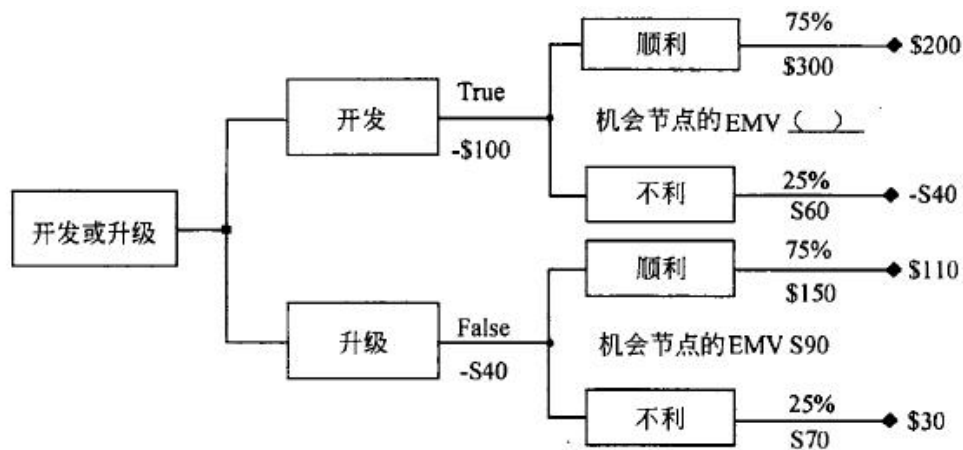 75%
顺利
$200
$300
True
开发
机会节点的EMV (  )
-$100
25%
不利
-S40
S60
开发或升级
75%
顺利
$110
$150
False
升级
机会节点的EMV S90
-S40
25%
不利
$30
S70